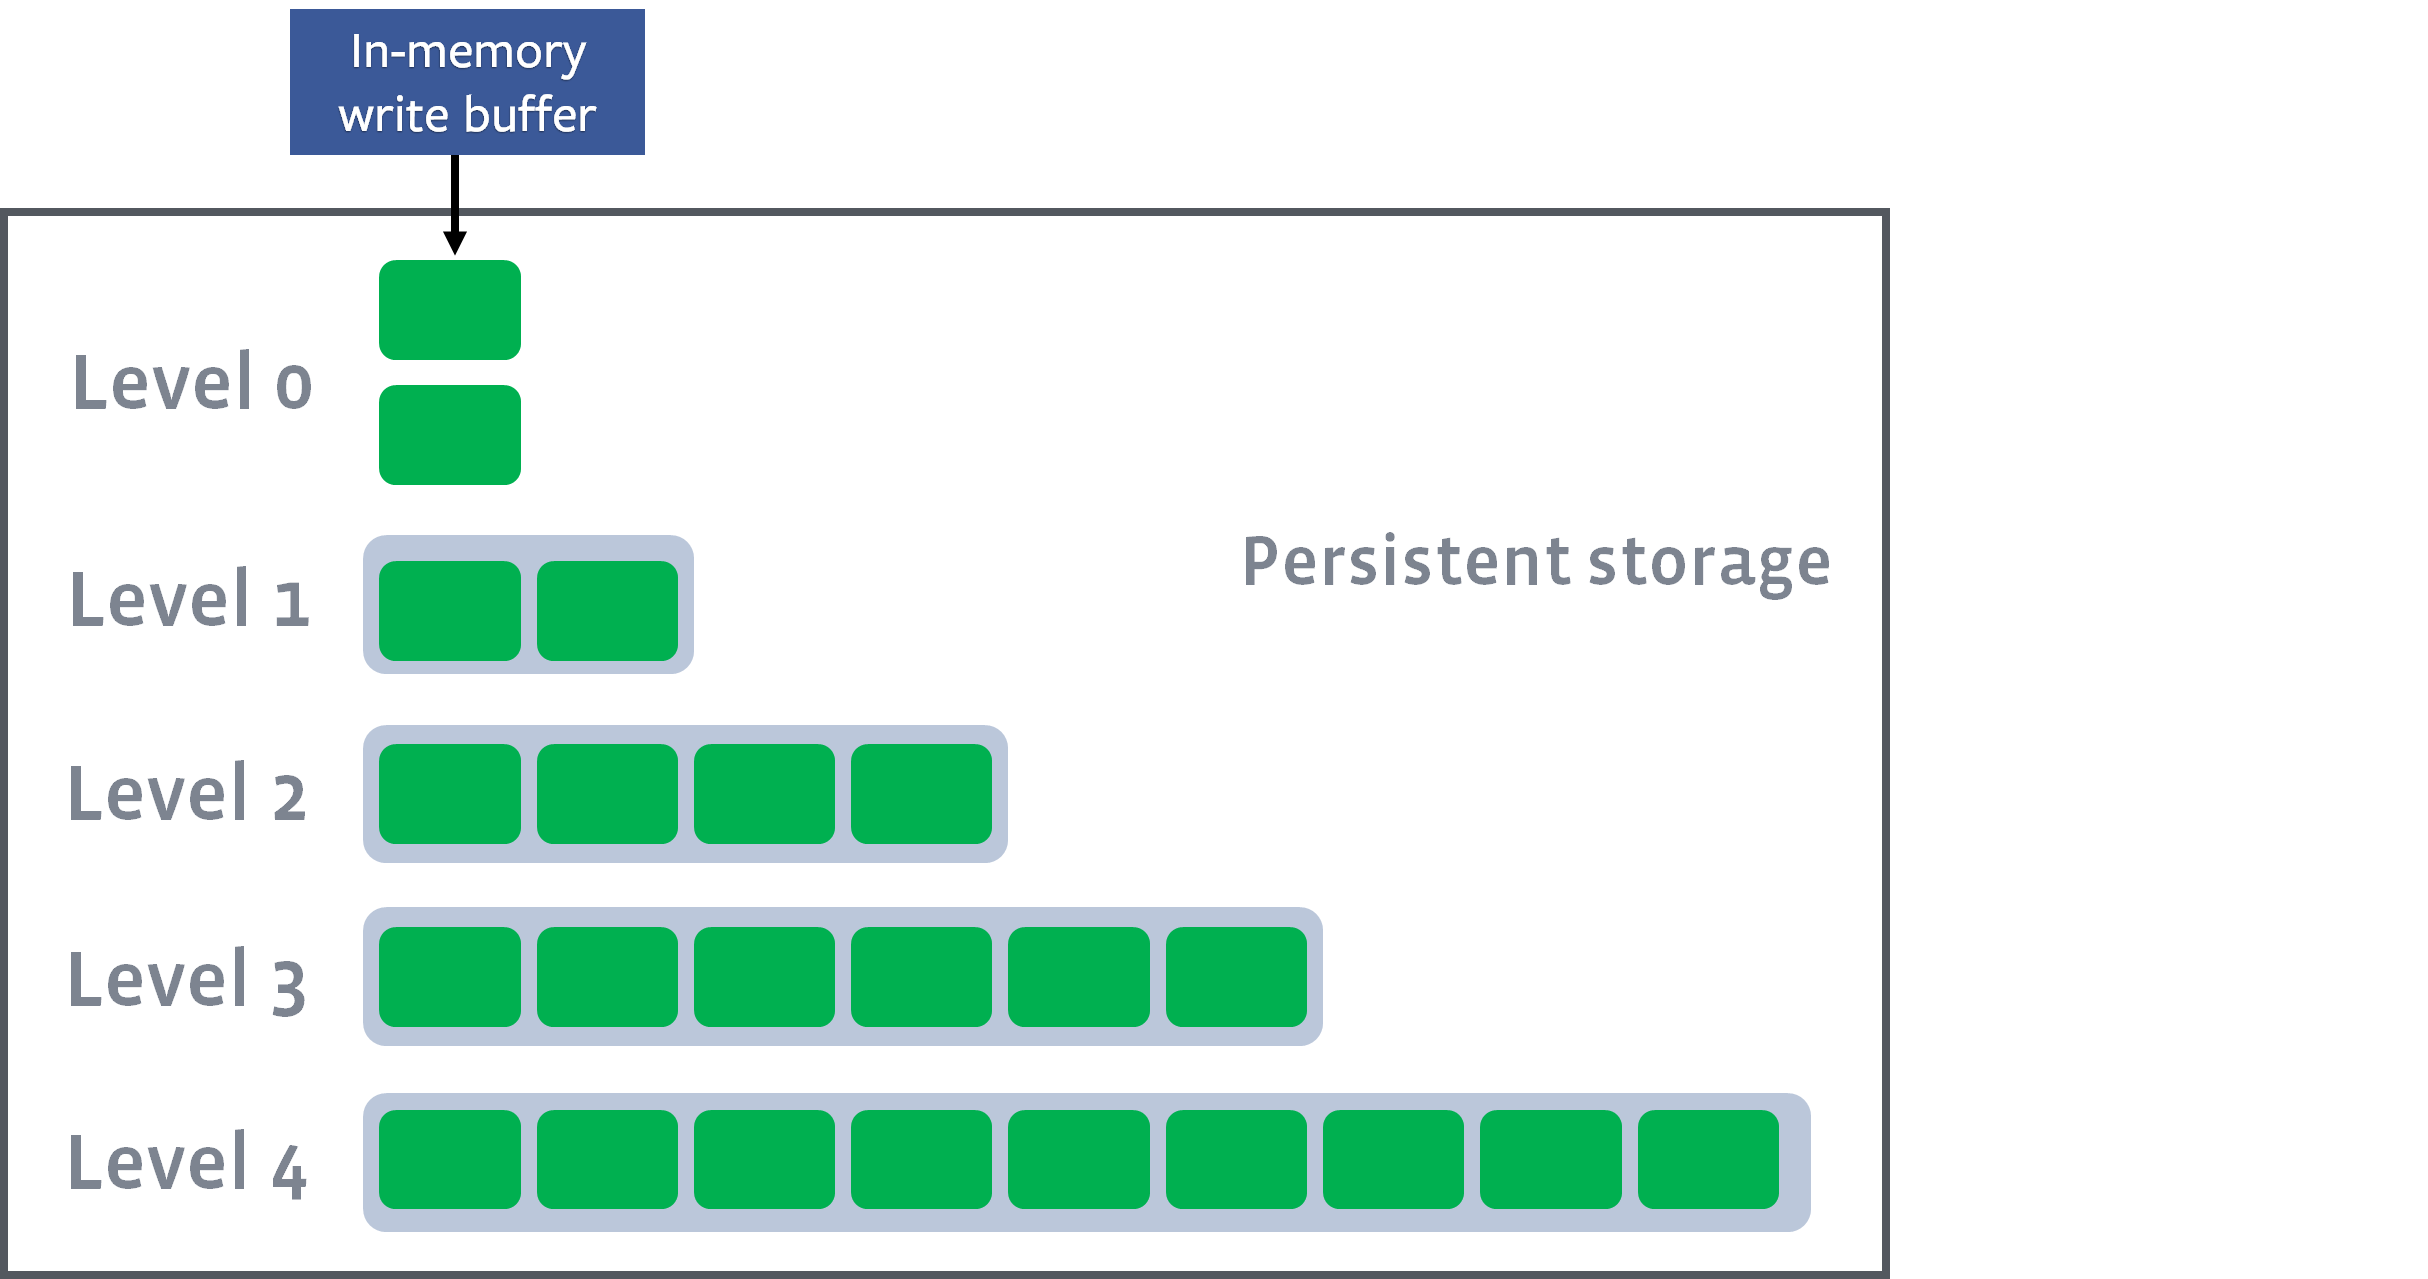 In-memory
write buffer
Level 0
Level 1
Persistent storage
Level 2
Level 3
Level 4